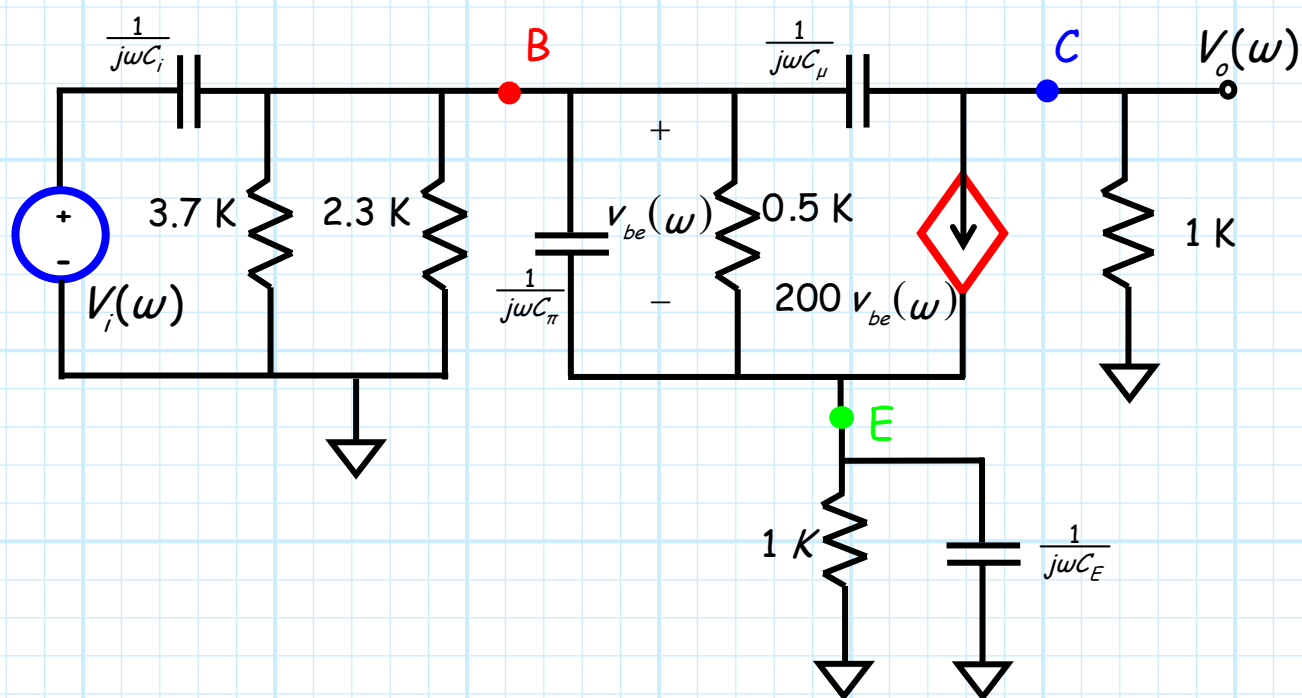 1/jωC_i
B
1/jωC_μ
C
V_o(ω)
+
+
3.7 K
2.3 K
v_be(ω)
0.5 K
1 K
-
V_i(ω)
1/jωC_π
−
200 v_be(ω)
E
1 K
1/jωC_E